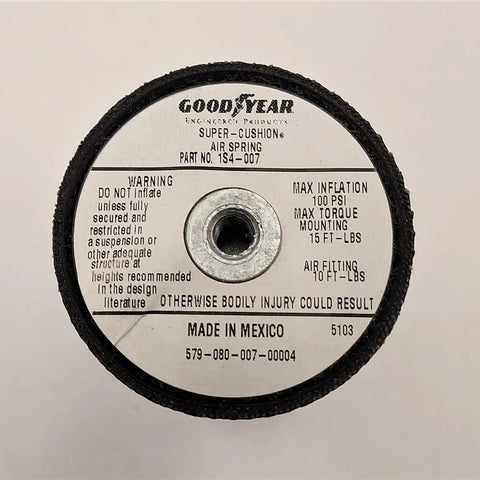 GOODYEAR
ENGINEERED PRODUCTS
SUPER-CUSHION®
AIR SPRING
PART NO. 1S4-007
WARNING
DO NOT inflate
unless fully
secured and
restricted in
a suspension or
other adequate
structure at
heights recommended
in the design
literature OTHERWISE BODILY INJURY COULD RESULT
MAX INFLATION
100 PSI
MAX TORQUE
MOUNTING
15 FT-LBS
AIR FITTING
10 FT-LBS
MADE IN MEXICO 5103
579-080-007-00004